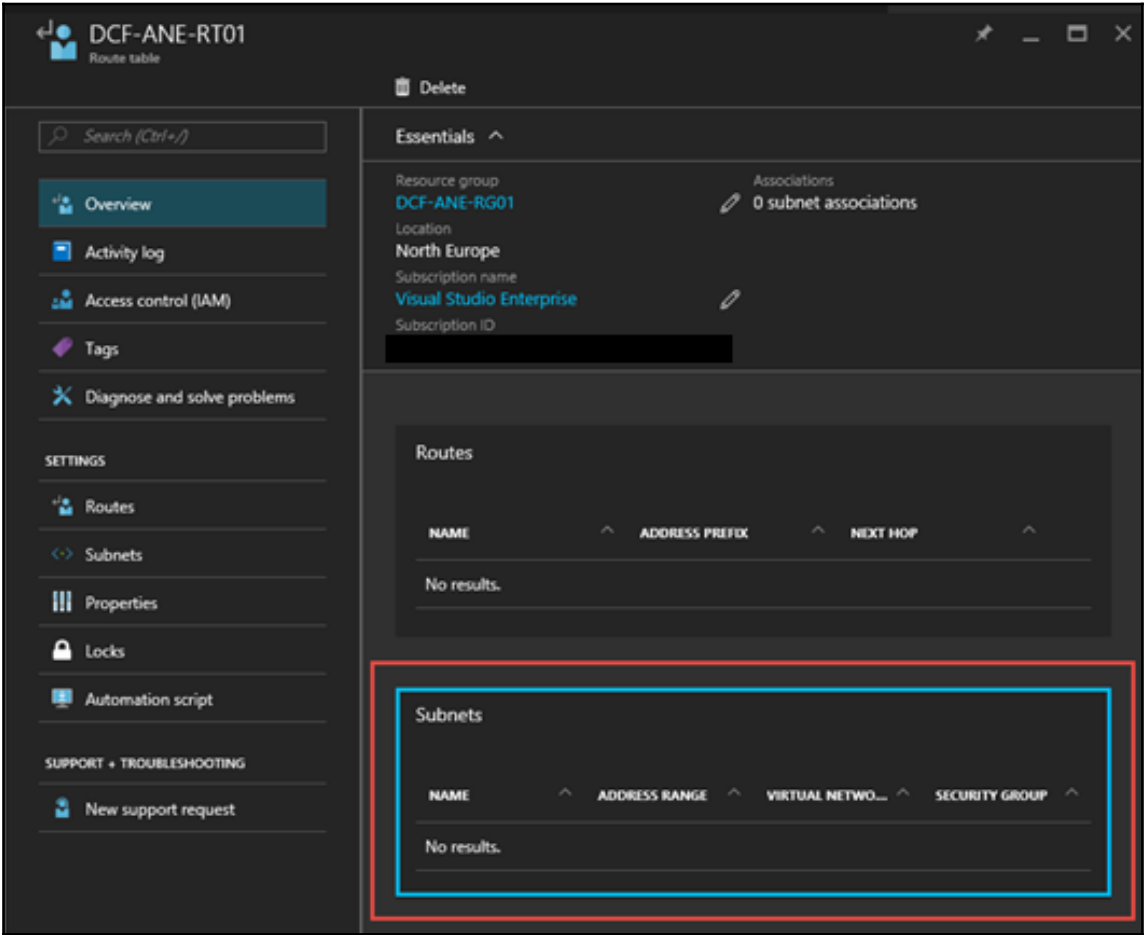 DCF-ANE-RT01
Route table
Delete
Search (Ctrl+/)
Overview
Activity log
Access control (IAM)
Tags
Diagnose and solve problems
SETTINGS
Routes
Subnets
Properties
Locks
Automation script
SUPPORT + TROUBLESHOOTING
New support request
Essentials
Resource group
DCF-ANE-RG01
Location
North Europe
Subscription name
Visual Studio Enterprise
Subscription ID
Associations
0 subnet associations
Routes
NAME ADDRESS PREFIX NEXT HOP
No results.
Subnets
NAME ADDRESS RANGE VIRTUAL NETWO... SECURITY GROUP
No results.